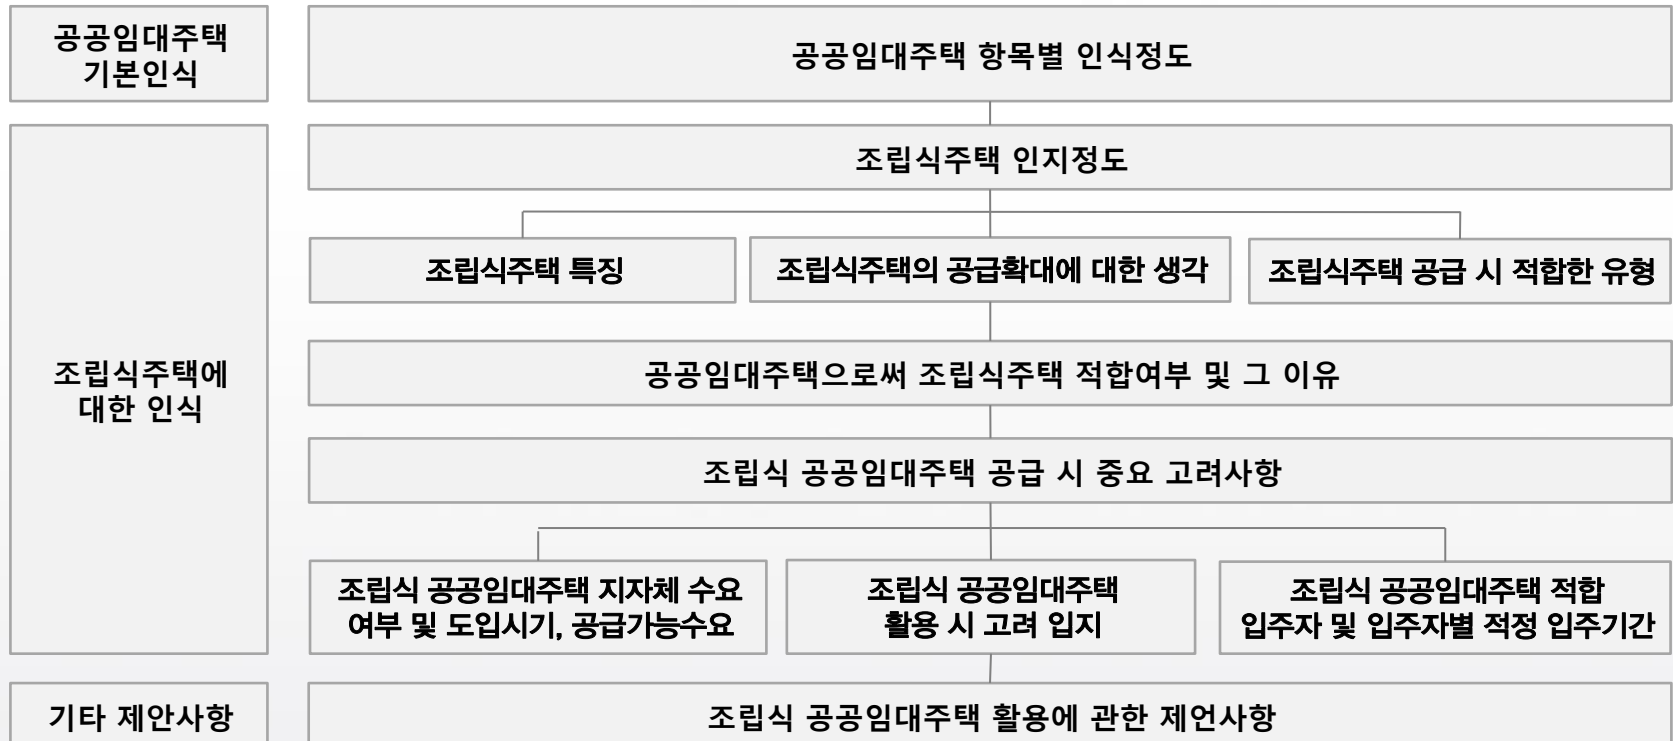 공공임대주택
기본인식
공공임대주택 항목별 인식정도
조립식주택에
대한 인식
조립식주택 인지정도
조립식주택 특징
조립식주택의 공급확대에 대한 생각
조립식주택 공급 시 적합한 유형
공공임대주택으로써 조립식주택 적합여부 및 그 이유
조립식 공공임대주택 공급 시 중요 고려사항
조립식 공공임대주택 지자체 수요
여부 및 도입시기, 공급가능수요
조립식 공공임대주택
활용 시 고려 입지
조립식 공공임대주택 적합
입주자 및 입주자별 적정 입주기간
기타 제안사항
조립식 공공임대주택 활용에 관한 제언사항